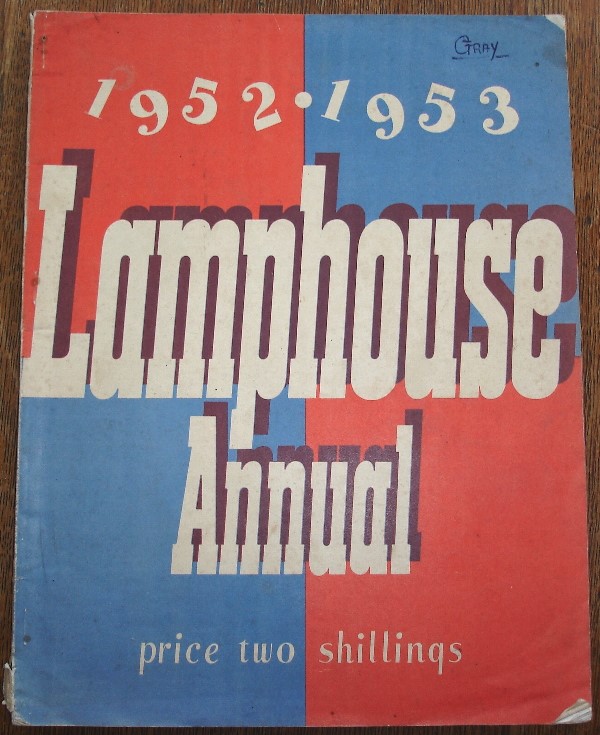 GRAY
1952·1953
Lamphouse
Annual
price two shillings